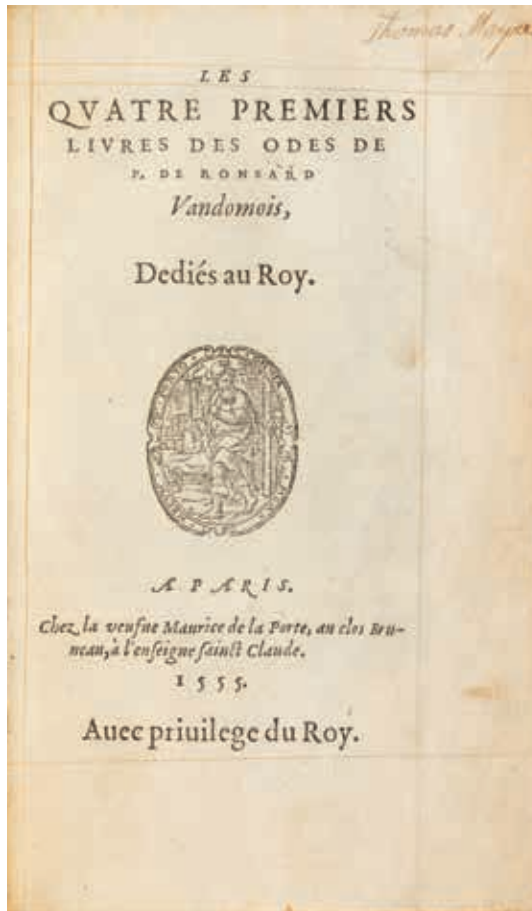 Thomas
LES
QVATRE PREMIERS
LIVRES DES ODES DE
P. DE RONSARD
Vandomois,
Dediés au Roy.
A PARIS.
Chez la veufue Maurice de la Porte, au clos Bru-
neau, à l'enseigne sainct Claude.
1555.
Auec priuilege du Roy.